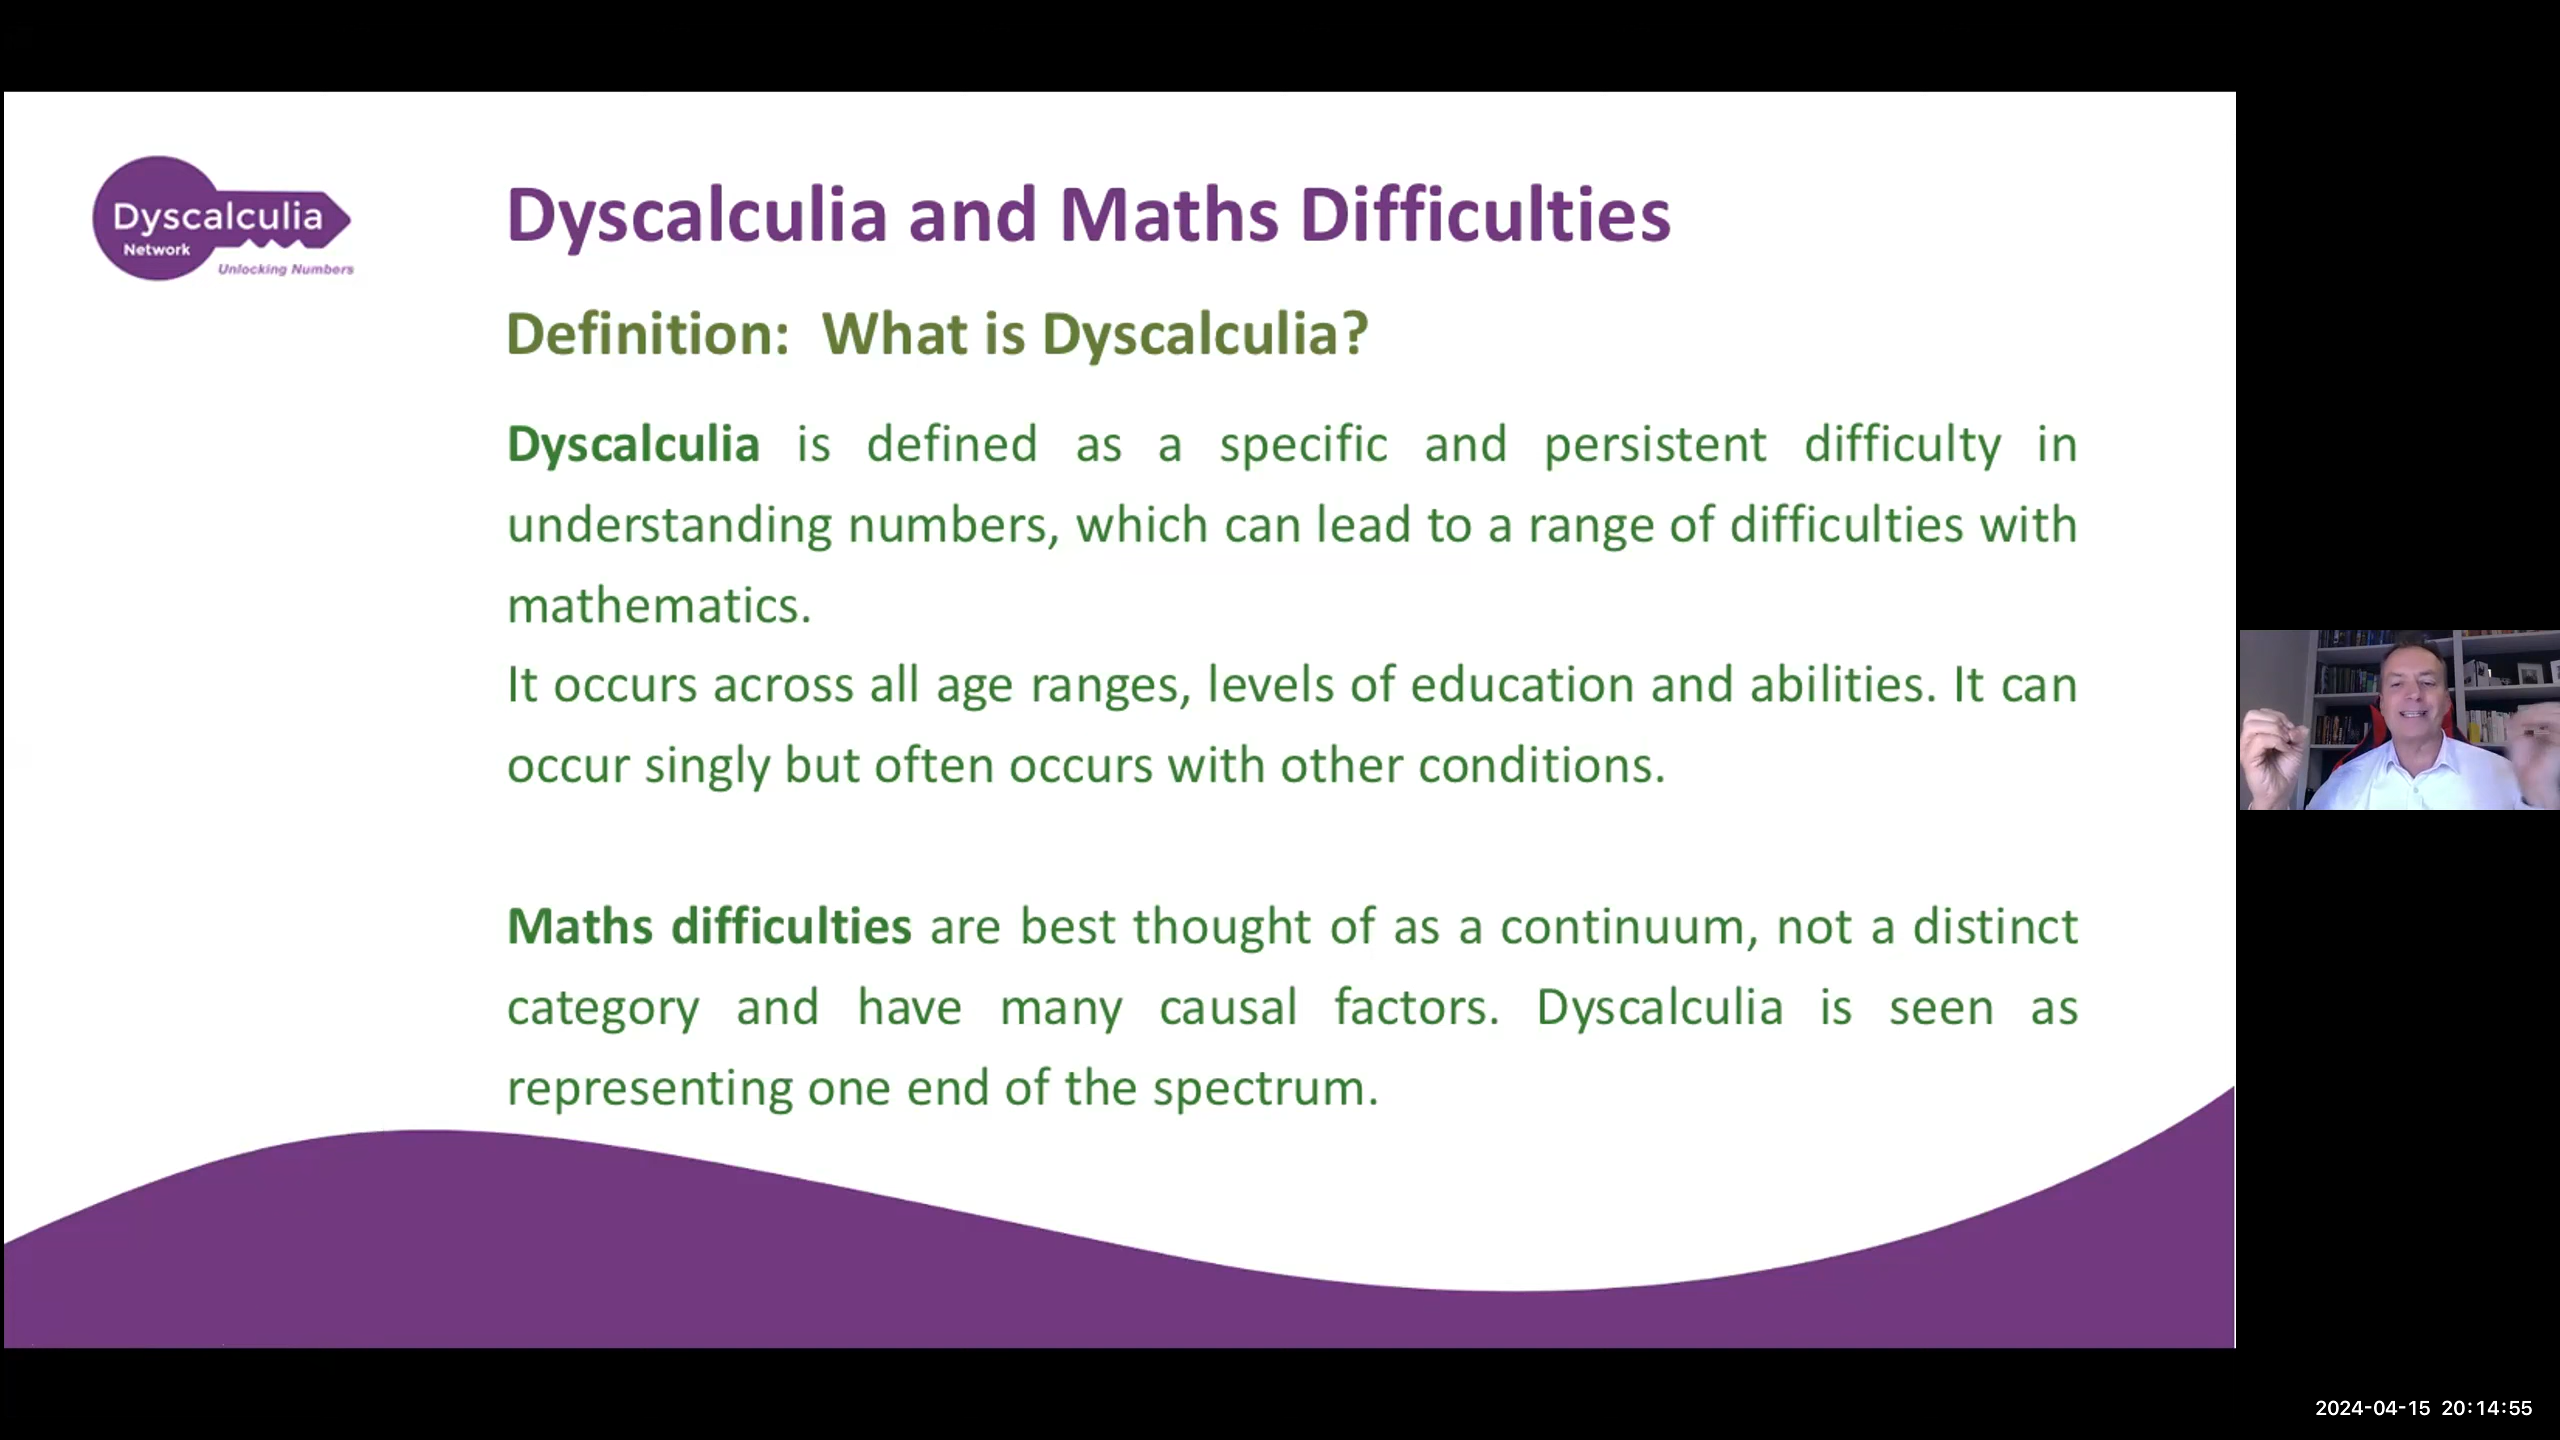 Dyscalculia
Network
Unlocking Numbers
Dyscalculia and Maths Difficulties
Definition: What is Dyscalculia?
Dyscalculia is defined as a specific and persistent difficulty in
understanding numbers, which can lead to a range of difficulties with
mathematics.
It occurs across all age ranges, levels of education and abilities. It can
occur singly but often occurs with other conditions.
Maths difficulties are best thought of as a continuum, not a distinct
category and have many causal factors. Dyscalculia is seen as
representing one end of the spectrum.
2024-04-15 20:14:55